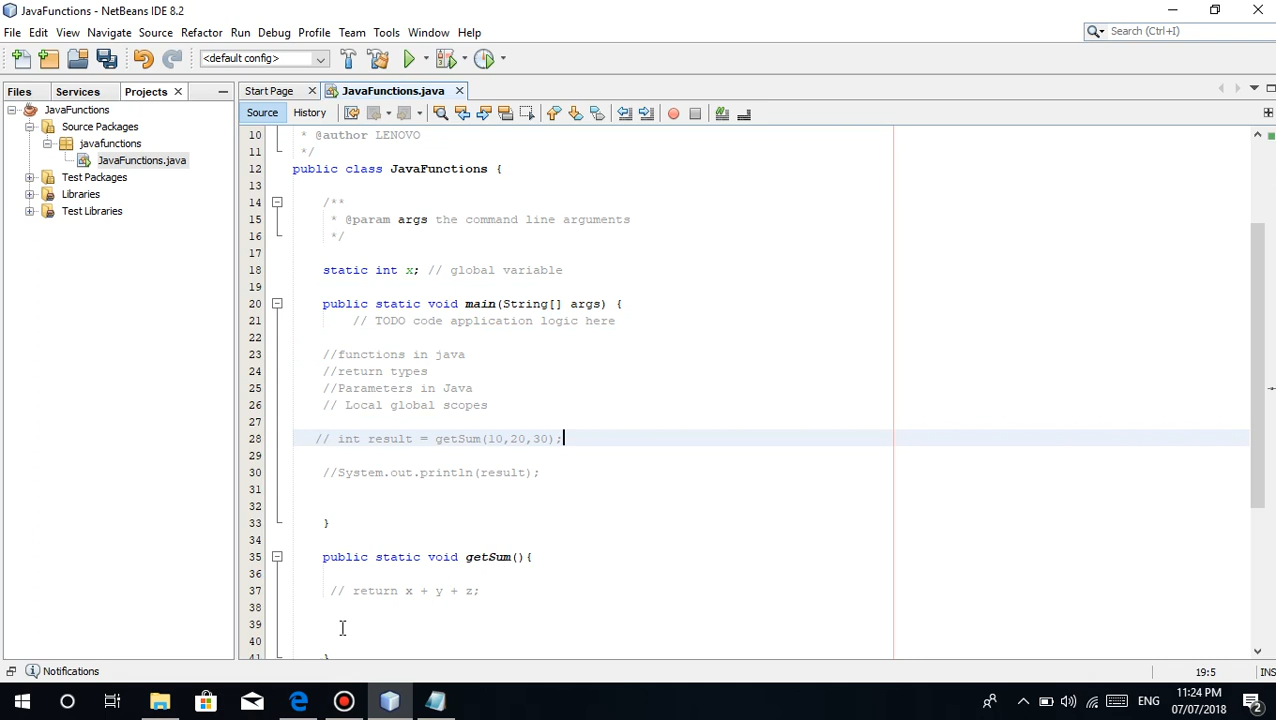 JavaFunctions - NetBeans IDE 8.2
File Edit View Navigate Source Refactor Run Debug Profile Team Tools Window Help
Search (Ctrl+I)
<default config>
Files Services Projects
Start Page JavaFunctions.java
Source History
JavaFunctions
Source Packages
javafunctions
JavaFunctions.java
Test Packages
Libraries
Test Libraries
10 * @author LENOVO
11 */
12 public class JavaFunctions {
13
14 /**
15 * @param args the command line arguments
16 */
17
18 static int x; // global variable
19
20 public static void main(String[] args) {
21 // TODO code application logic here
22
23 //functions in java
24 //return types
25 //Parameters in Java
26 // Local global scopes
27
28 // int result = getSum(10,20,30);
29
30 //System.out.println(result);
31
32
33 }
34
35 public static void getSum(){
36
37 // return x + y + z;
38
39
40
41 }
Notifications
19:5 INS
ENG
11:24 PM
07/07/2018
2